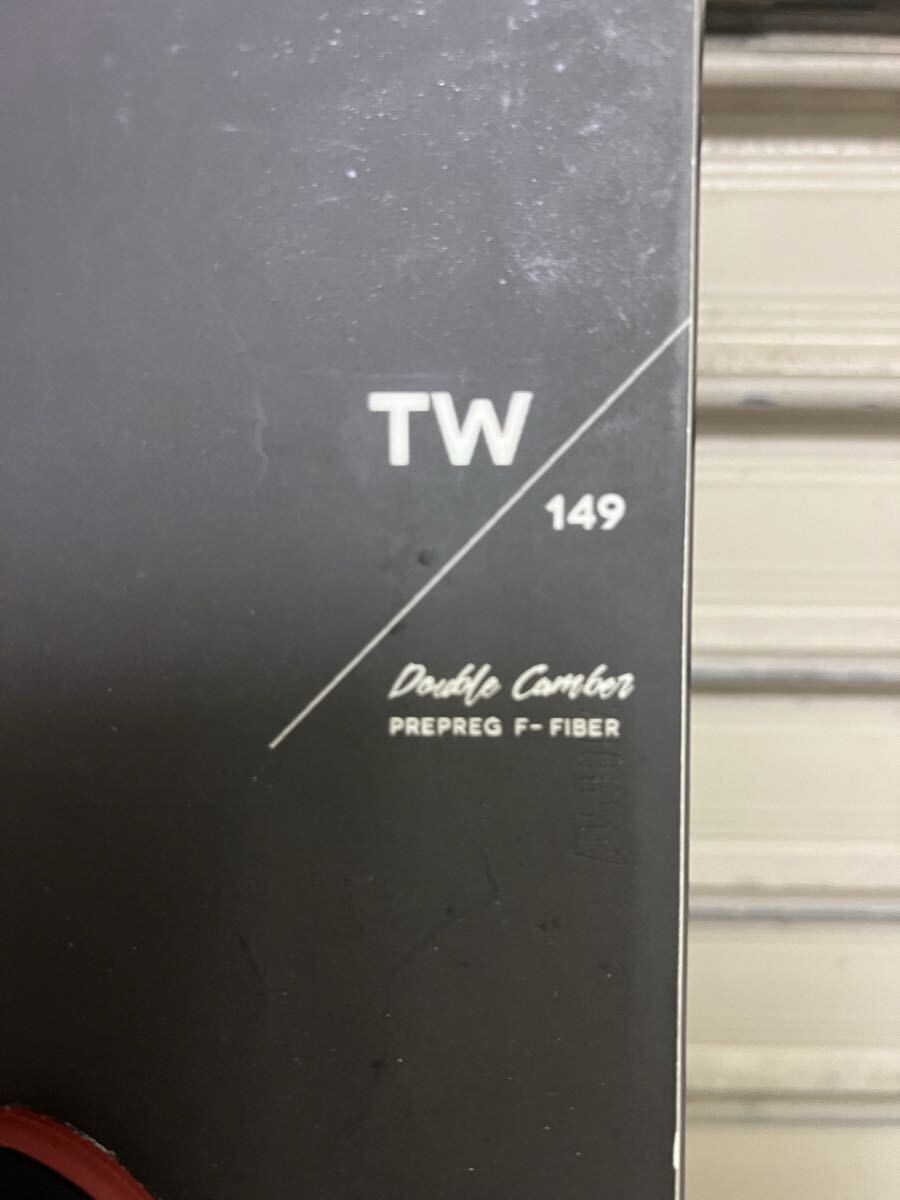 TW
149
Double Camber
PREPREG F-FIBER